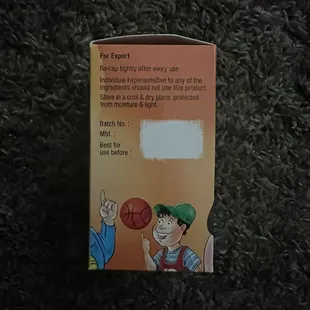 For Export
Re-cap tightly after every use
Individual hypersensitive to any of the
ingredients should not use this product.
Store in a cool & dry place, protected
from moisture & light.
Batch No. :
Mfd. :
Best for
use before :